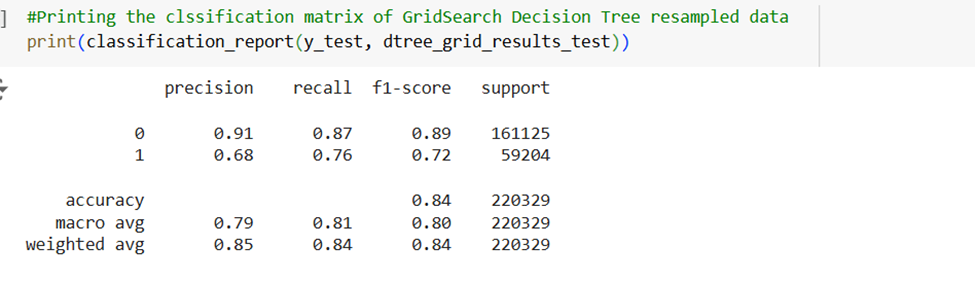 ]
#Printing the clssification matrix of GridSearch Decision Tree resampled data
print(classification_report(y_test, dtree_grid_results_test))
precision recall f1-score support
0 0.91 0.87 0.89 161125
1 0.68 0.76 0.72 59204
accuracy 0.84 220329
macro avg 0.79 0.81 0.80 220329
weighted avg 0.85 0.84 0.84 220329